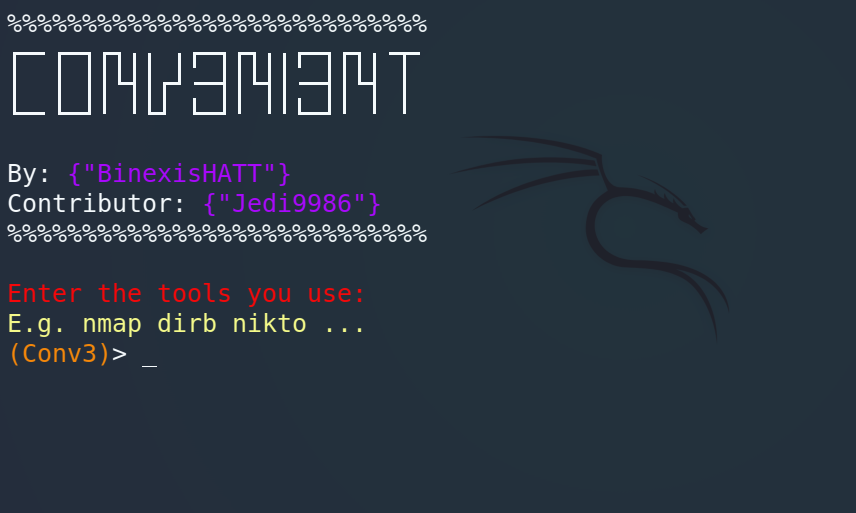 %%%%%%%%%%%%%%%%%%%%%%%%%%%%
CONV3NI3NT
By: {"BinexisHATT"}
Contributor: {"Jedi9986"}
%%%%%%%%%%%%%%%%%%%%%%%%%%%%
Enter the tools you use:
E.g. nmap dirb nikto ...
(Conv3)> _